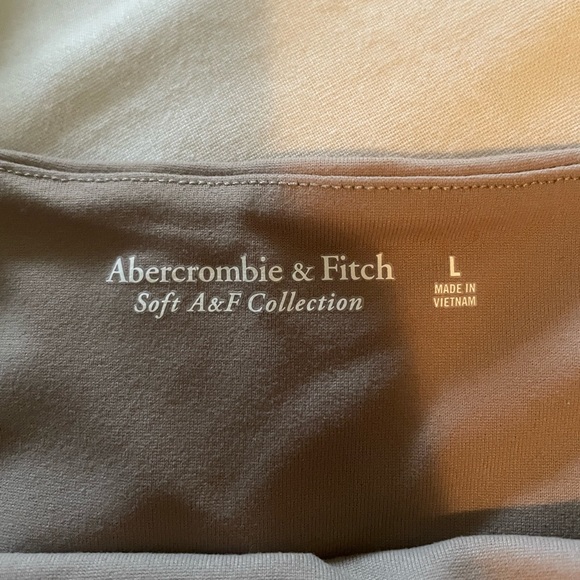 Abercrombie & Fitch
Soft A&F Collection
L
MADE IN
VIETNAM